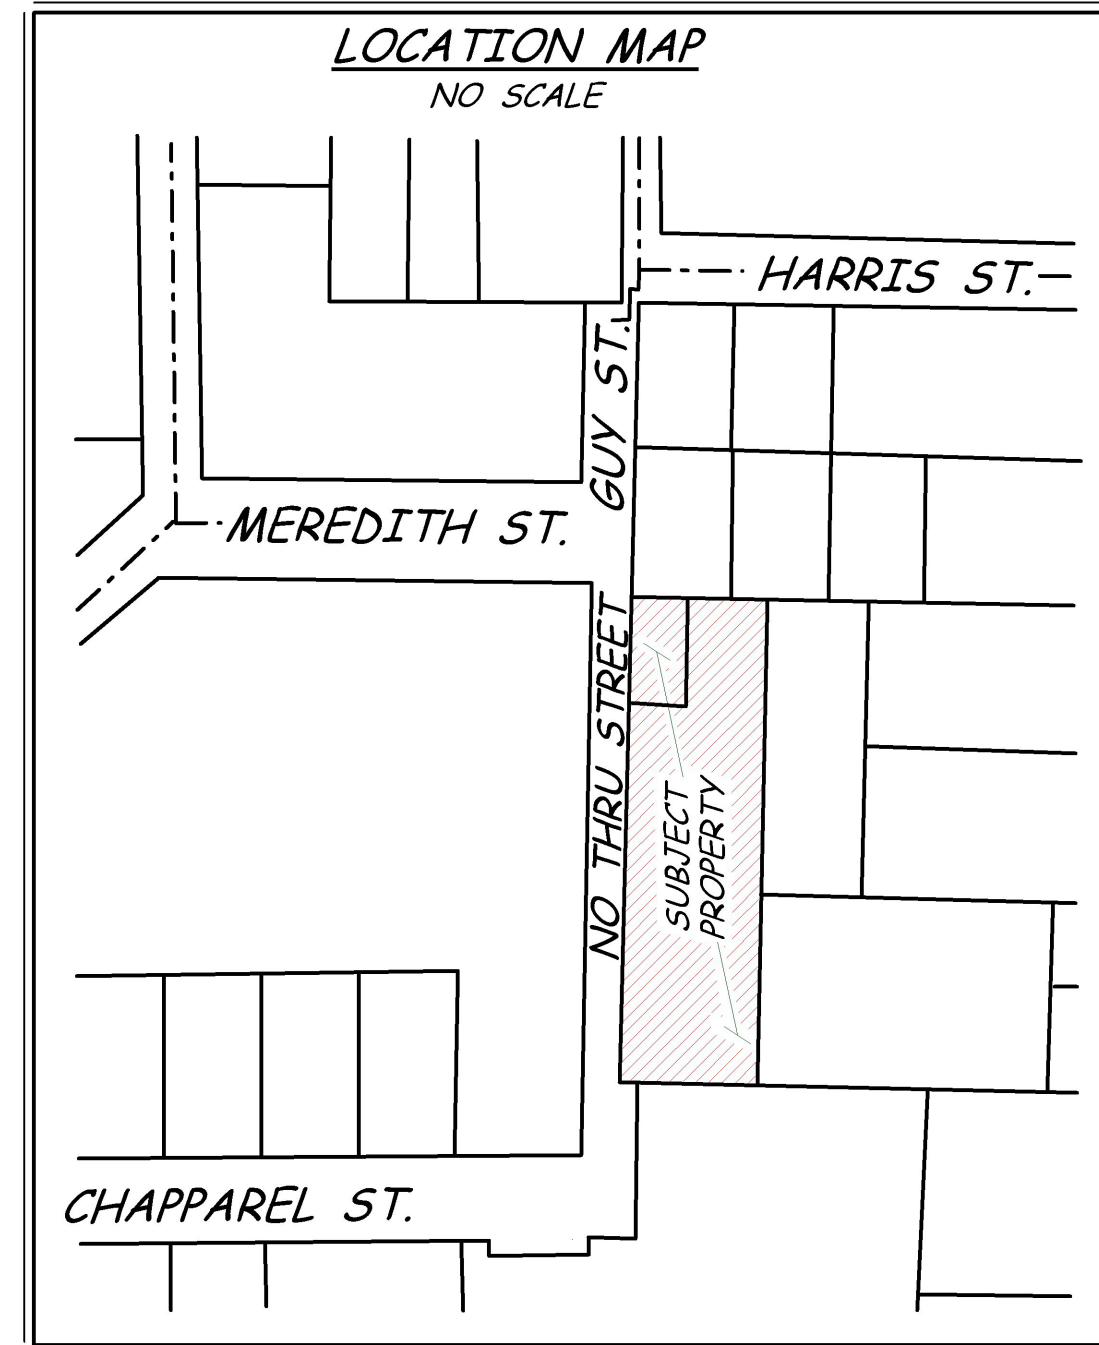 LOCATION MAP
NO SCALE
HARRIS ST.
GUY ST.
MEREDITH ST.
NO THRU STREET
SUBJECT
PROPERTY
CHAPPAREL ST.